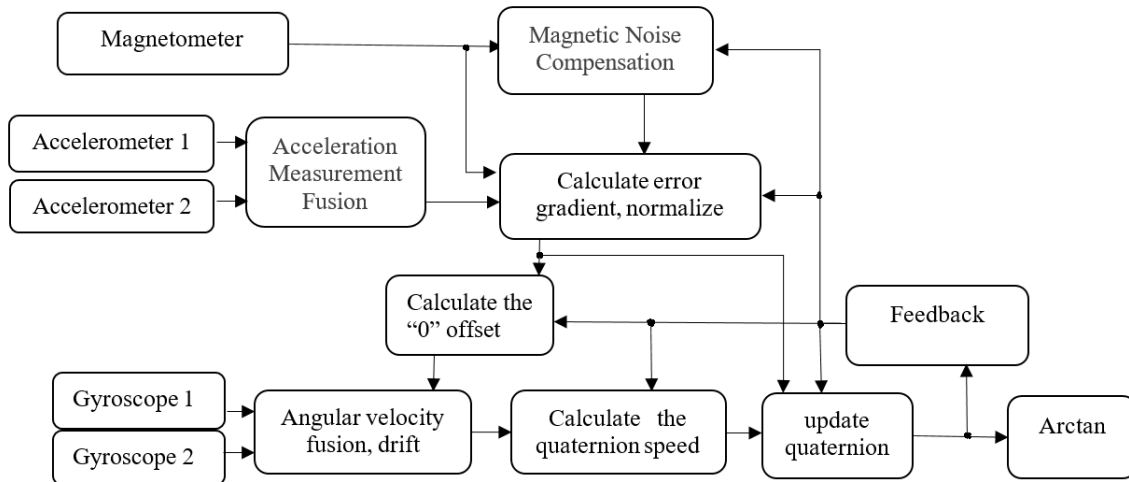 Magnetometer
Magnetic Noise
Compensation
Accelerometer 1
Acceleration
Measurement
Fusion
Accelerometer 2
Calculate error
gradient, normalize
Calculate the
“0” offset
Feedback
Gyroscope 1
Gyroscope 2
Angular velocity
fusion, drift
Calculate the
quaternion speed
update
quaternion
Arctan